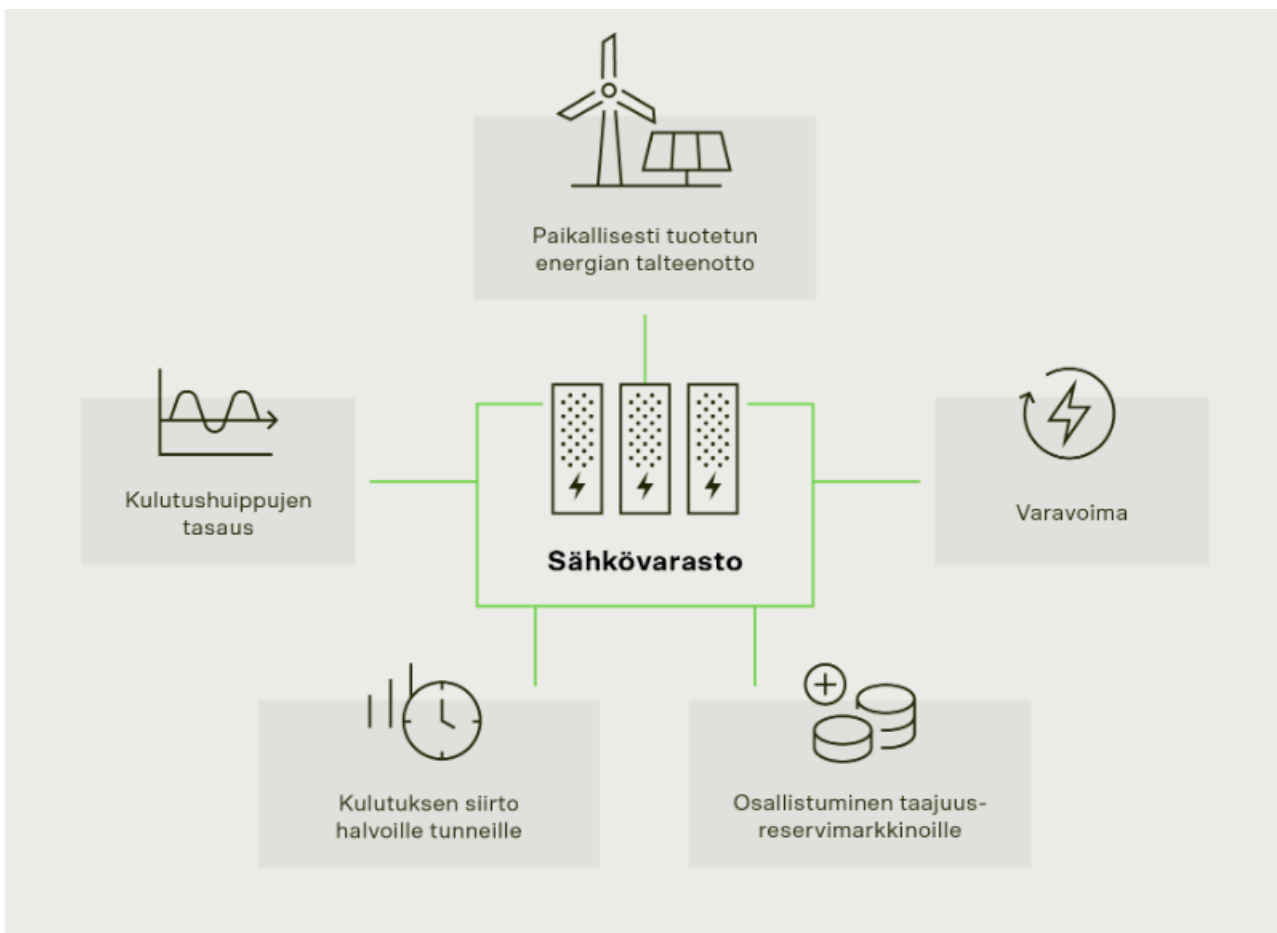 Paikallisesti tuotetun
energian talteenotto
Kulutushuippujen
tasaus
Varavoima
Sähkövarasto
Kulutuksen siirto
halvoille tunneille
Osallistuminen taajuus-
reservimarkkinoille